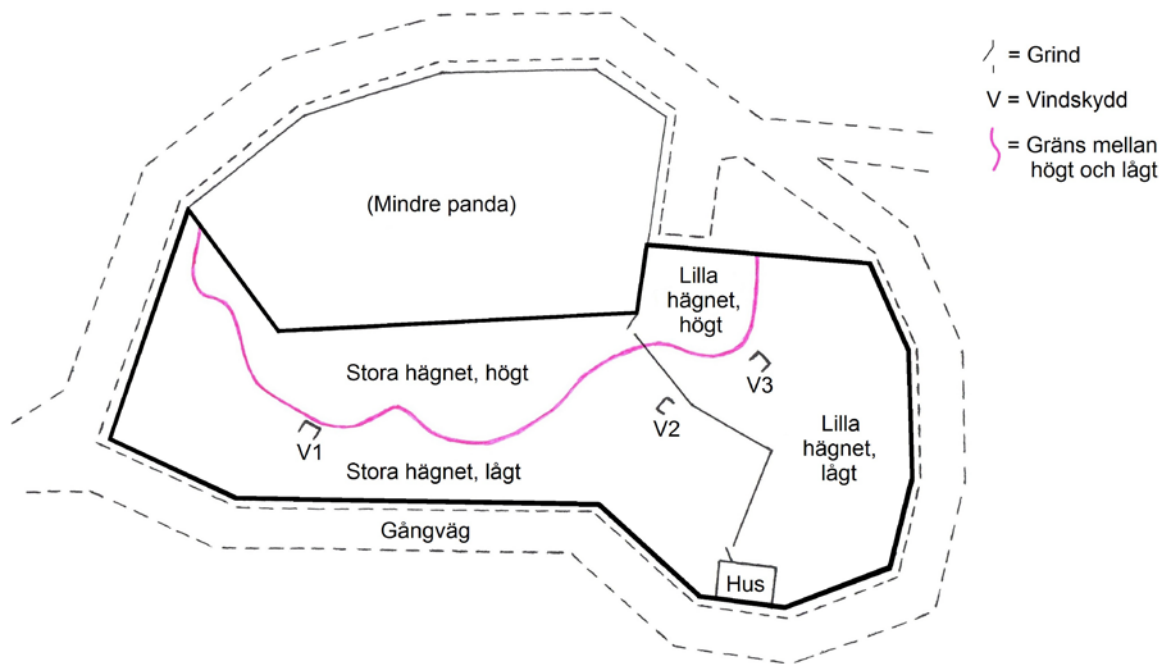 = Grind
V = Vindskydd
= Gräns mellan
högt och lågt
(Mindre panda)
Lilla
hägnet,
högt
Stora hägnet, högt
V3
V2
V1
Lilla
hägnet,
lågt
Stora hägnet, lågt
Gångväg
Hus